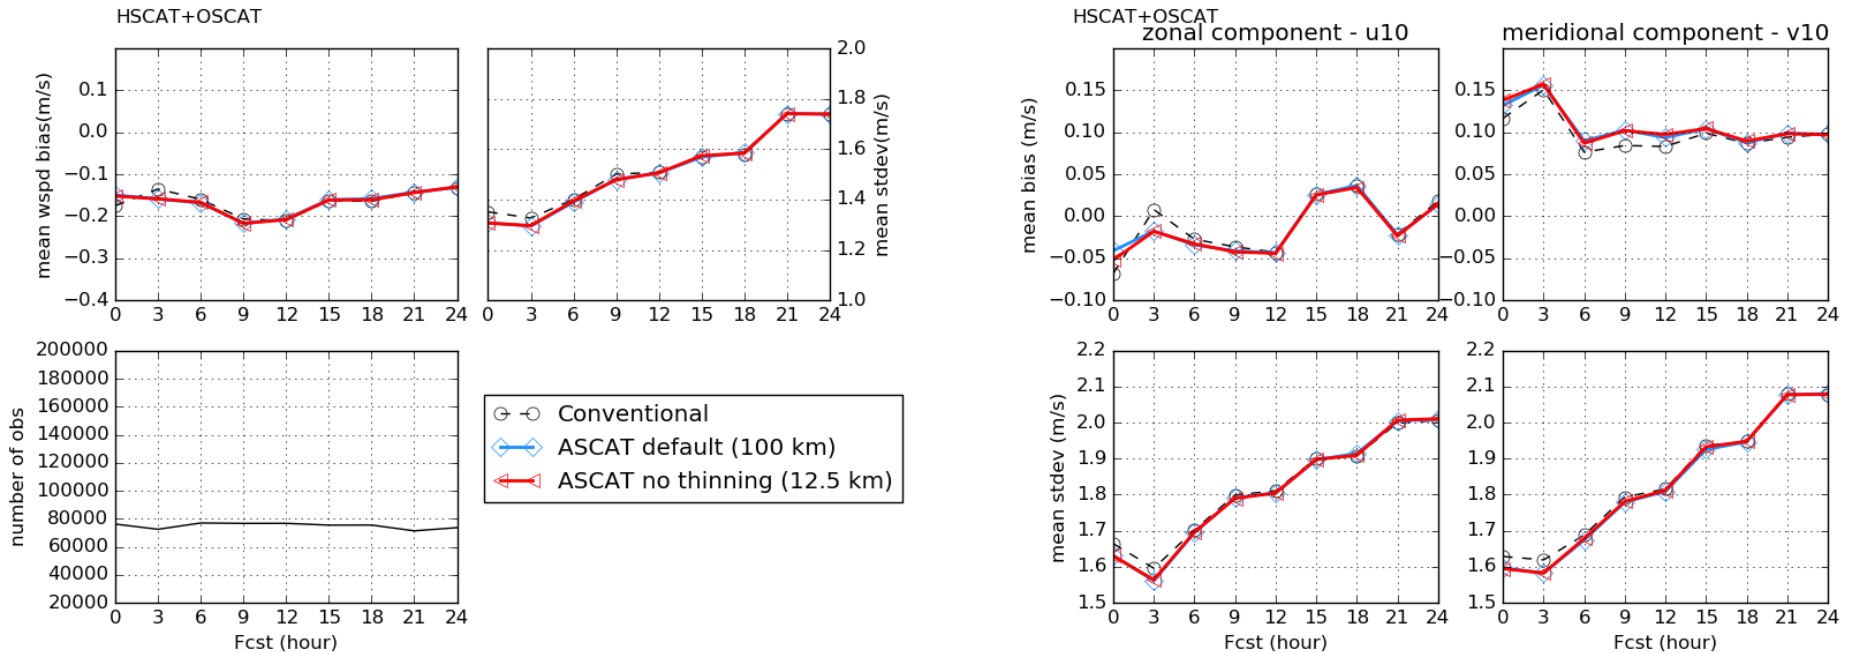 HSCAT+OSCAT
mean wspd bias(m/s)
0.1
0.0
−0.1
−0.2
−0.3
−0.4
0 3 6 9 12 15 18 21 24
2.0
1.8
1.6
1.4
1.2
1.0
mean stdev(m/s)
0 3 6 9 12 15 18 21 24
number of obs
200000
180000
160000
140000
120000
100000
80000
60000
40000
20000
0 3 6 9 12 15 18 21 24
Fcst (hour)
Conventional
ASCAT default (100 km)
ASCAT no thinning (12.5 km)
HSCAT+OSCAT
zonal component - u10
mean bias (m/s)
0.15
0.10
0.05
0.00
−0.05
−0.10
0 3 6 9 12 15 18 21 24
meridional component - v10
0.15
0.10
0.05
0.00
−0.05
−0.10
0 3 6 9 12 15 18 21 24
mean stdev (m/s)
2.2
2.1
2.0
1.9
1.8
1.7
1.6
1.5
0 3 6 9 12 15 18 21 24
Fcst (hour)
2.2
2.1
2.0
1.9
1.8
1.7
1.6
1.5
0 3 6 9 12 15 18 21 24
Fcst (hour)